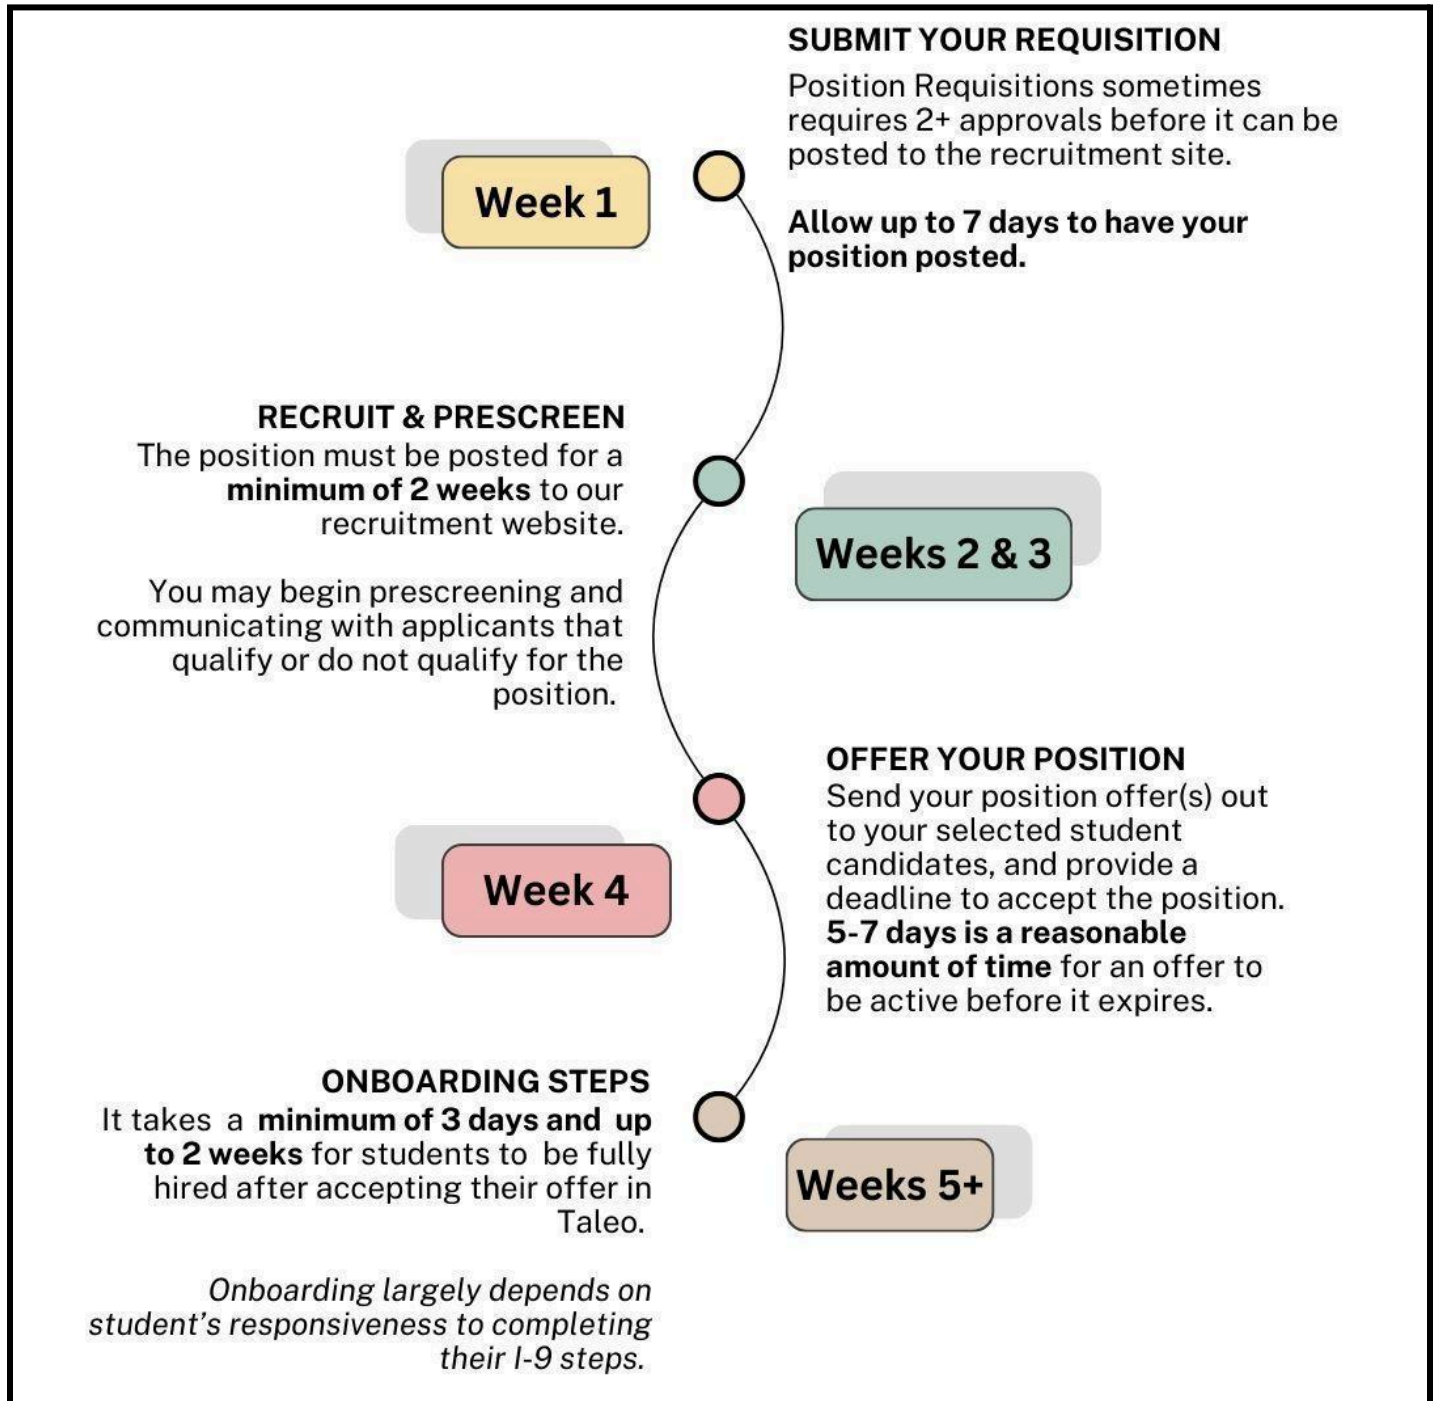 SUBMIT YOUR REQUISITION
Position Requisitions sometimes
requires 2+ approvals before it can be
posted to the recruitment site.
Allow up to 7 days to have your
position posted.
Week 1
RECRUIT & PRESCREEN
The position must be posted for a
minimum of 2 weeks to our
recruitment website.
You may begin prescreening and
communicating with applicants that
qualify or do not qualify for the
position.
Weeks 2 & 3
OFFER YOUR POSITION
Send your position offer(s) out
to your selected student
candidates, and provide a
deadline to accept the position.
5-7 days is a reasonable
amount of time for an offer to
be active before it expires.
Week 4
ONBOARDING STEPS
It takes a minimum of 3 days and up
to 2 weeks for students to be fully
hired after accepting their offer in
Taleo.
Onboarding largely depends on
student’s responsiveness to completing
their I-9 steps.
Weeks 5+